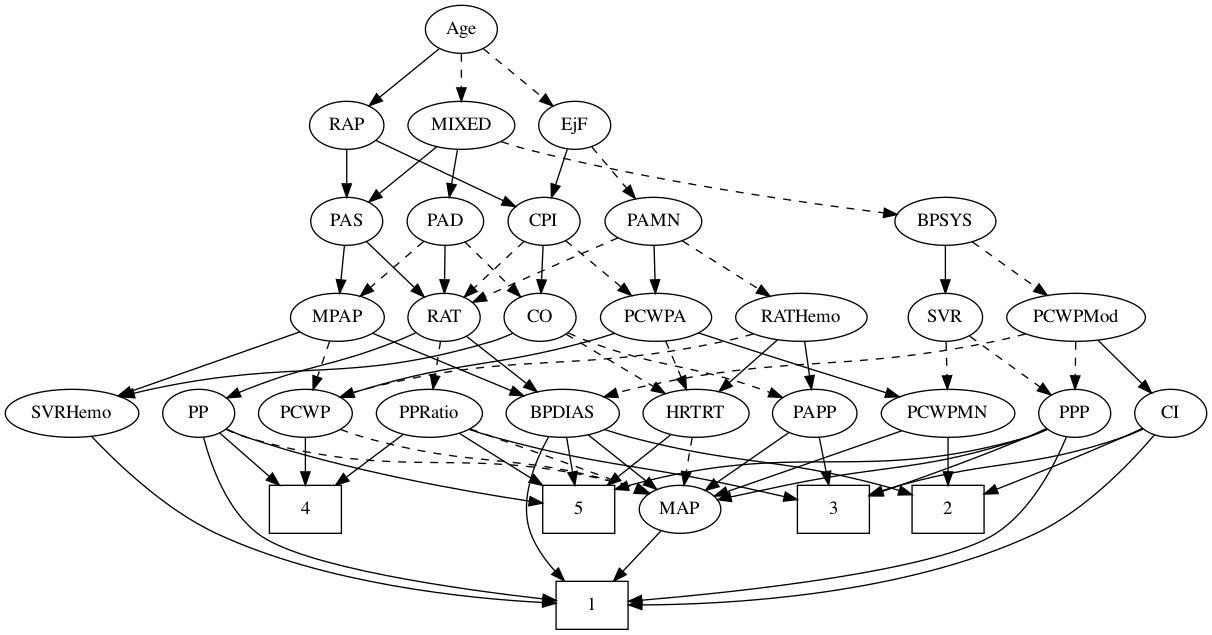 Age
RAP
MIXED
EjF
PAS
PAD
CPI
PAMN
BPSYS
MPAP
RAT
CO
PCWPA
RATHemo
SVR
PCWPMod
SVRHemo
PP
PCWP
PPRatio
BPDIAS
HRTRT
PAPP
PCWPMN
PPP
CI
4
5
MAP
3
2
1